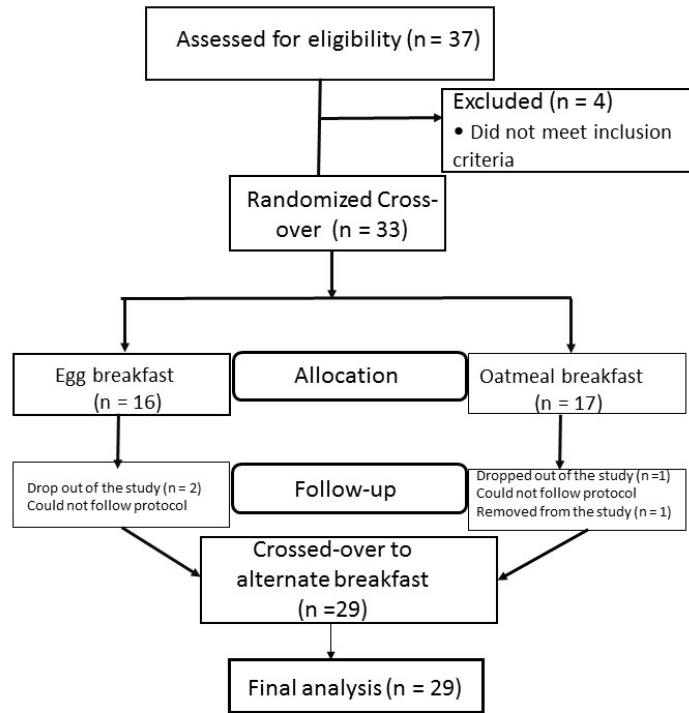 Assessed for eligibility (n = 37)
Excluded (n = 4)
• Did not meet inclusion
criteria
Randomized Cross-
over (n = 33)
Egg breakfast
(n = 16)
Allocation
Oatmeal breakfast
(n = 17)
Drop out of the study (n = 2)
Could not follow protocol
Follow-up
Dropped out of the study (n =1)
Could not follow protocol
Removed from the study (n = 1)
Crossed-over to
alternate breakfast
(n =29)
Final analysis (n = 29)